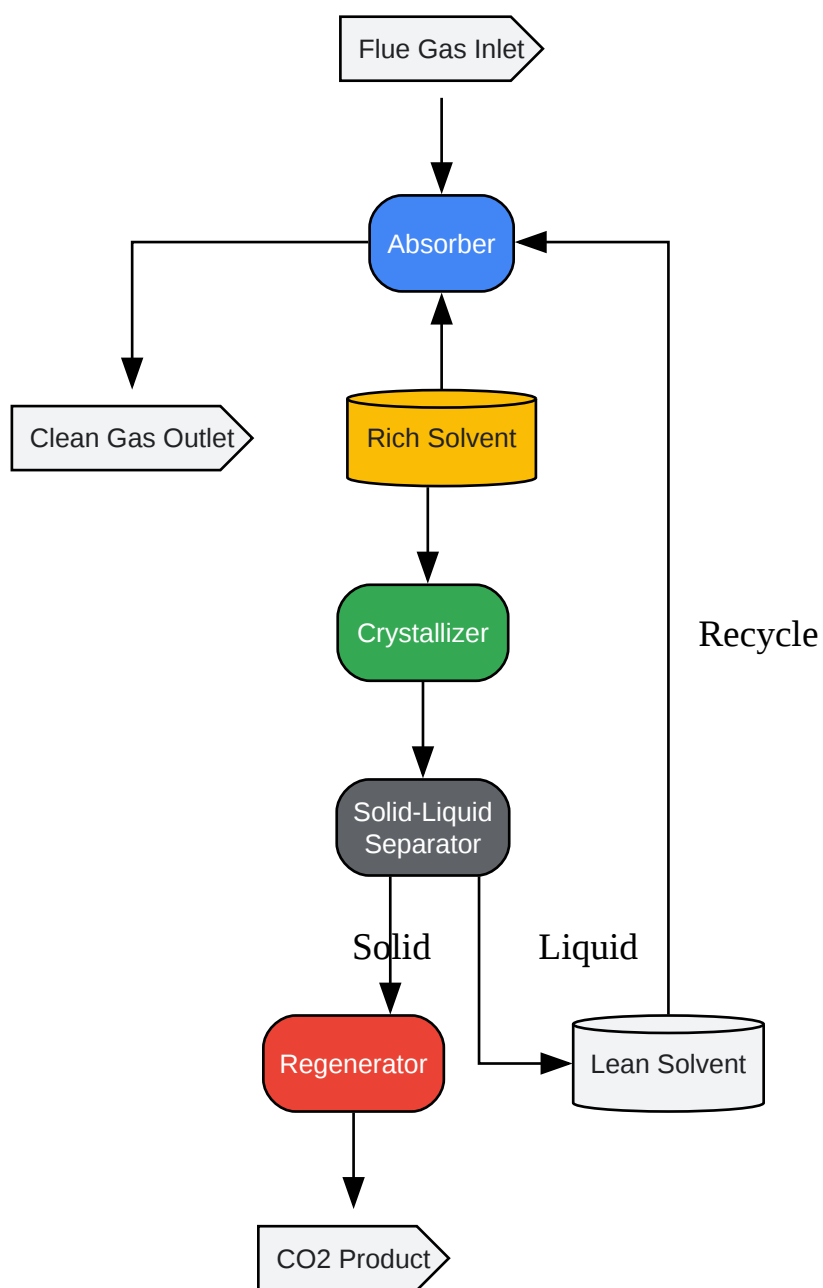 Flue Gas Inlet
Absorber
Clean Gas Outlet
Rich Solvent
Crystallizer
Recycle
Solid-Liquid
Separator
Solid
Liquid
Regenerator
Lean Solvent
CO2 Product